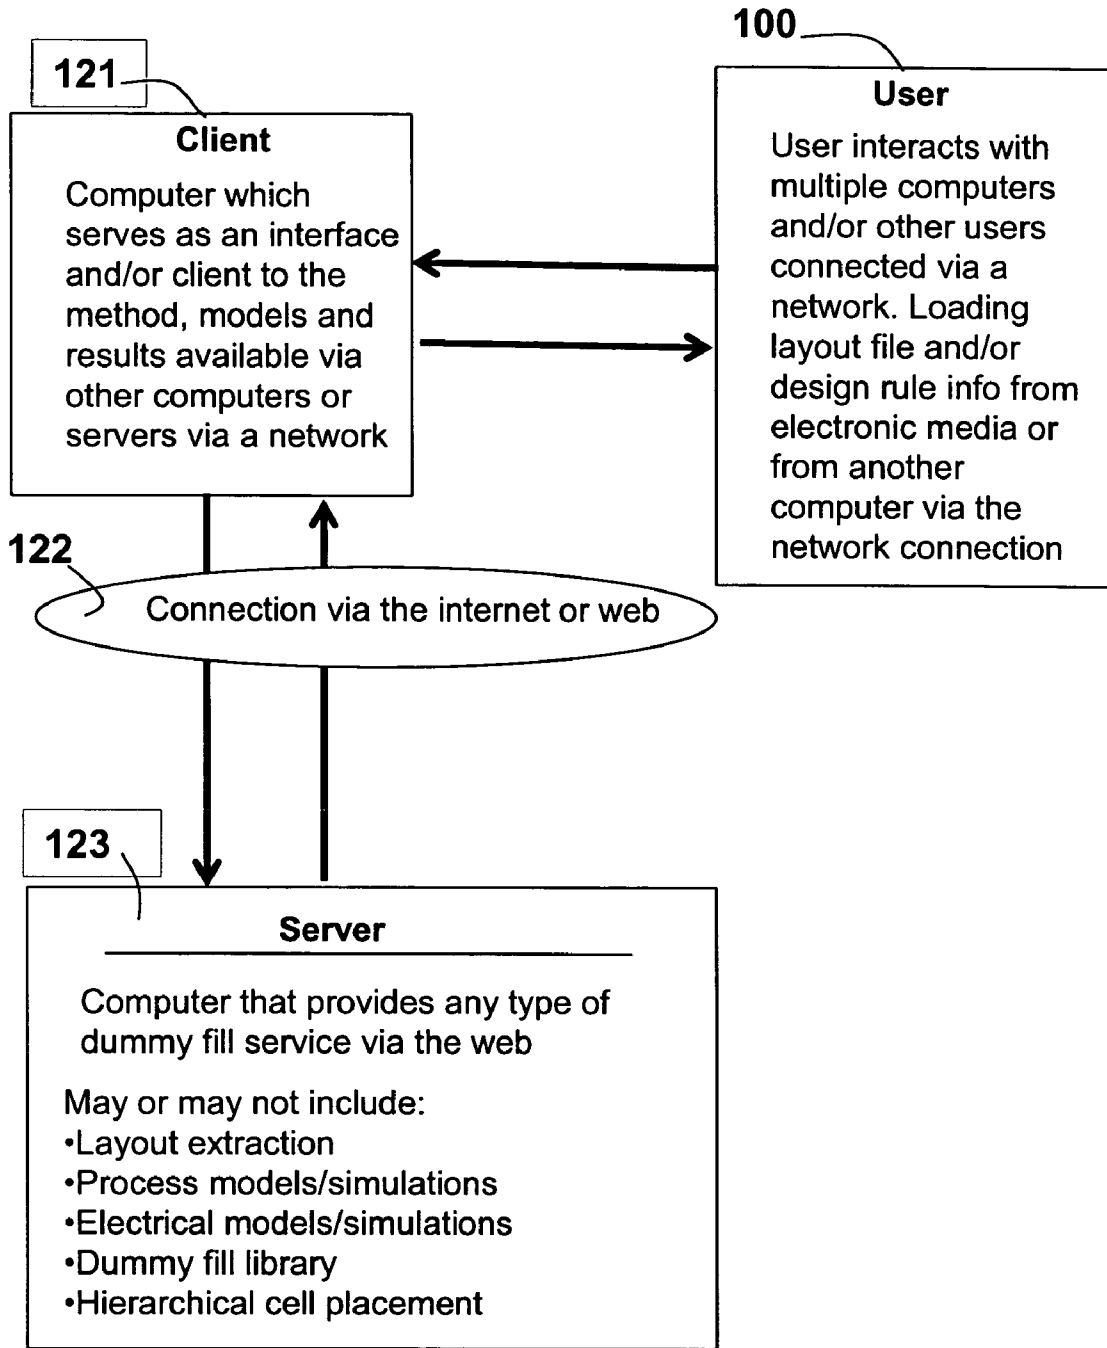 100
User
User interacts with
multiple computers
and/or other users
connected via a
network. Loading
layout file and/or
design rule info from
electronic media or
from another
computer via the
network connection
121
Client
Computer which
serves as an interface
and/or client to the
method, models and
results available via
other computers or
servers via a network
122
Connection via the internet or web
123
Server
Computer that provides any type of
dummy fill service via the web
May or may not include:
•Layout extraction
•Process models/simulations
•Electrical models/simulations
•Dummy fill library
•Hierarchical cell placement